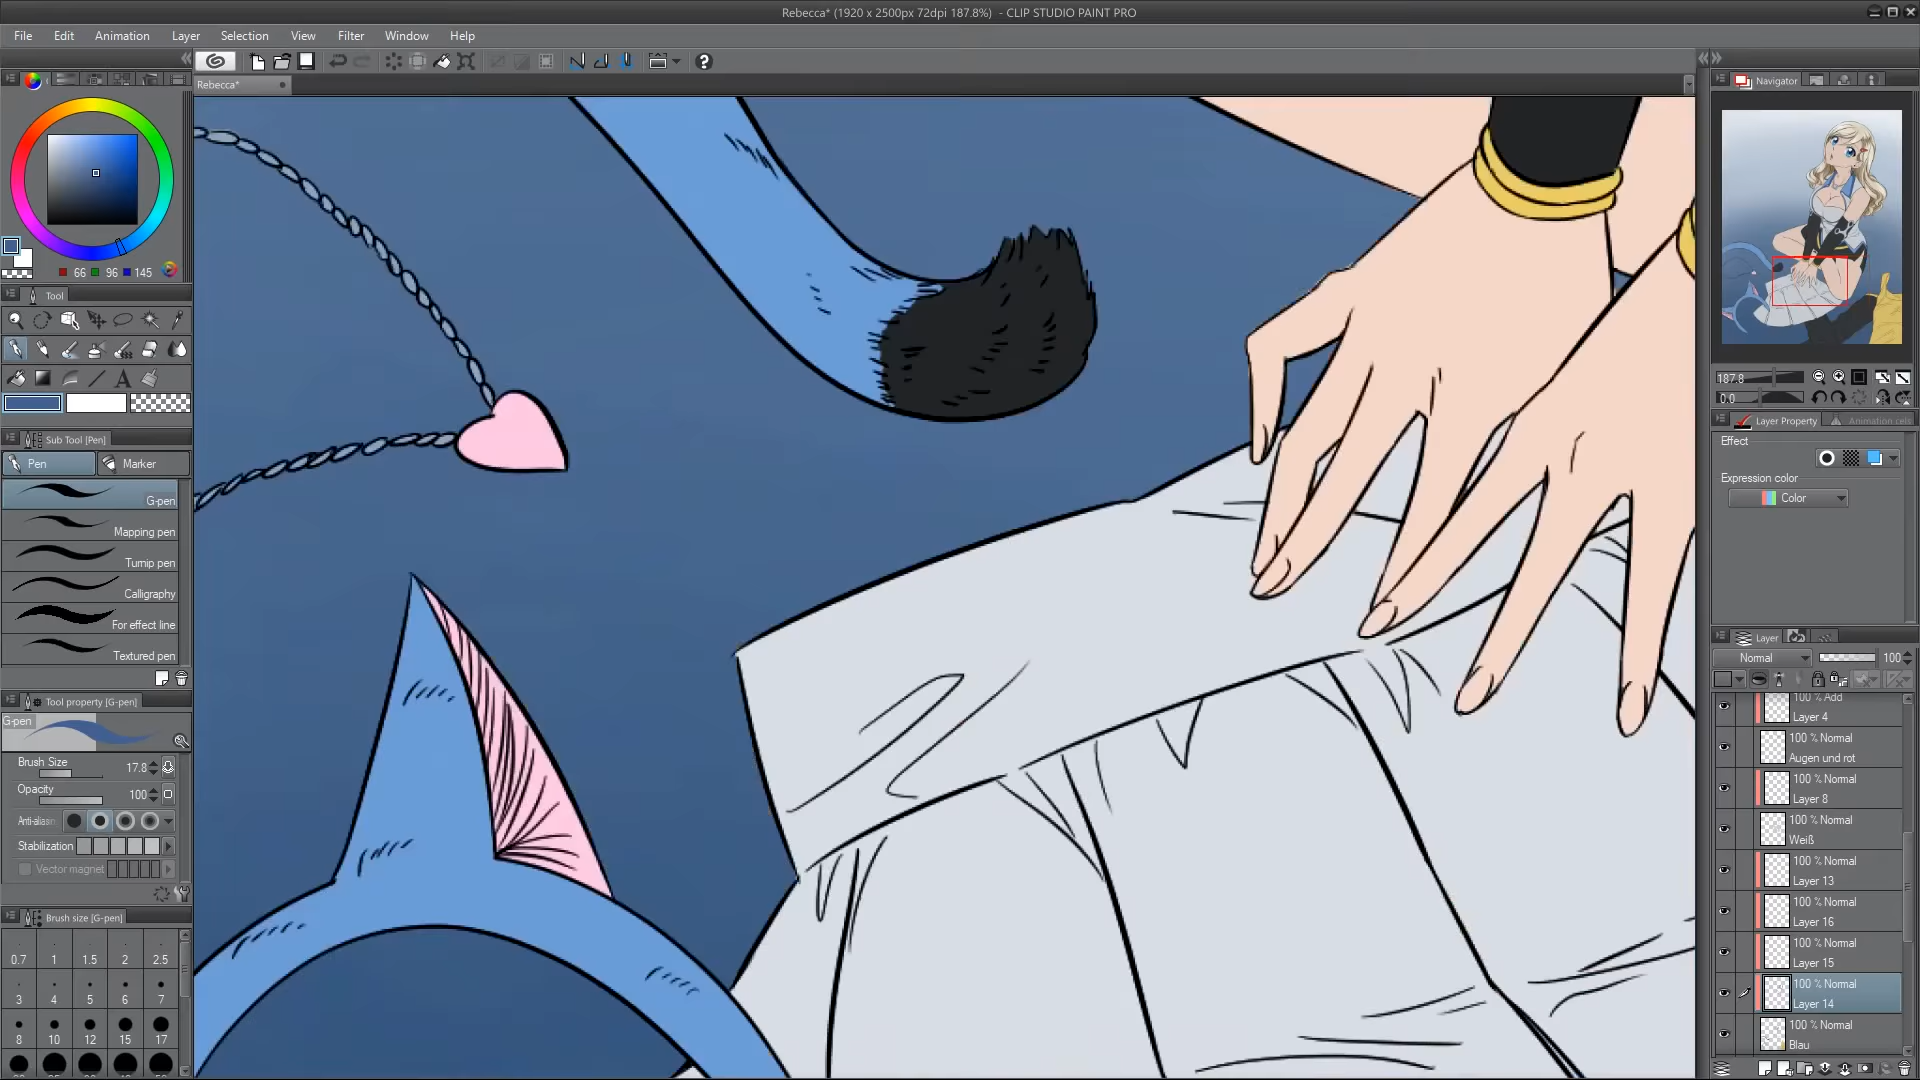 Rebecca* (1920 x 2500px 72dpi 187.8%) - CLIP STUDIO PAINT PRO
File Edit Animation Layer Selection View Filter Window Help
Rebecca*
Navigator
66 96 145
Tool
187.8
0.0
Layer Property Animation cels
Effect
Expression color
Color
Sub Tool [Pen]
Pen Marker
G-pen
Mapping pen
Turnip pen
Calligraphy
For effect line
Textured pen
Layer
Normal 100
Tool property [G-pen]
G-pen
Brush Size 17.8
Opacity 100
Anti-aliasin
Stabilization
Vector magnet
100 % Add
Layer 4
100 % Normal
Augen und rot
100 % Normal
Layer 8
100 % Normal
Weiß
100 % Normal
Layer 13
100 % Normal
Layer 16
100 % Normal
Layer 15
100 % Normal
Layer 14
100 % Normal
Blau
Brush size [G-pen]
0.7 1 1.5 2 2.5
3 4 5 6 7
8 10 12 15 17